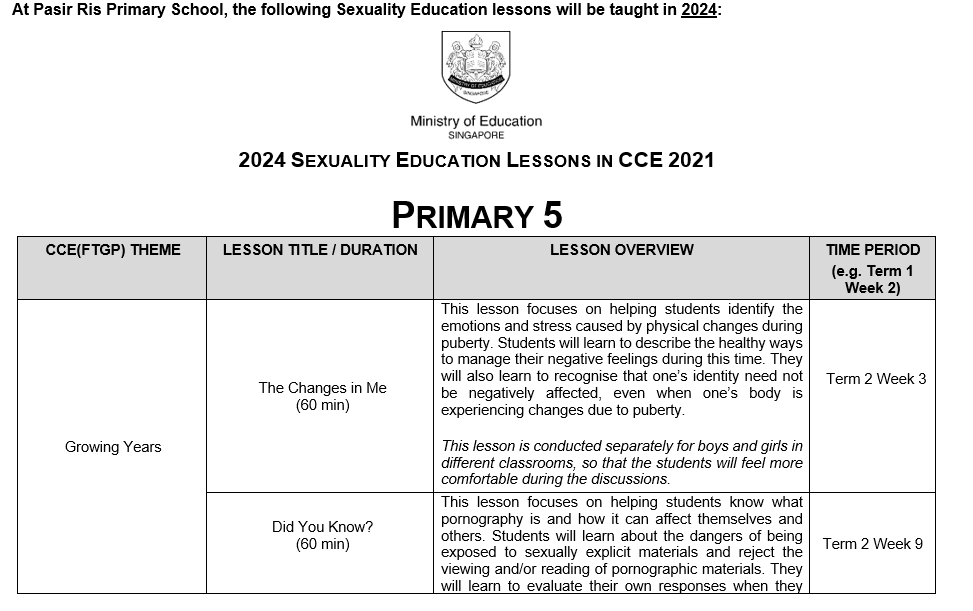 At Pasir Ris Primary School, the following Sexuality Education lessons will be taught in 2024:
Ministry of Education
SINGAPORE
2024 SEXUALITY EDUCATION LESSONS IN CCE 2021
PRIMARY 5
CCE(FTGP) THEME
LESSON TITLE / DURATION
LESSON OVERVIEW
TIME PERIOD
(e.g. Term 1
Week 2)
Growing Years
The Changes in Me
(60 min)
This lesson focuses on helping students identify the
emotions and stress caused by physical changes during
puberty. Students will learn to describe the healthy ways
to manage their negative feelings during this time. They
will also learn to recognise that one’s identity need not
be negatively affected, even when one’s body is
experiencing changes due to puberty.
This lesson is conducted separately for boys and girls in
different classrooms, so that the students will feel more
comfortable during the discussions.
Term 2 Week 3
Did You Know?
(60 min)
This lesson focuses on helping students know what
pornography is and how it can affect themselves and
others. Students will learn about the dangers of being
exposed to sexually explicit materials and reject the
viewing and/or reading of pornographic materials. They
will learn to evaluate their own responses when they
Term 2 Week 9